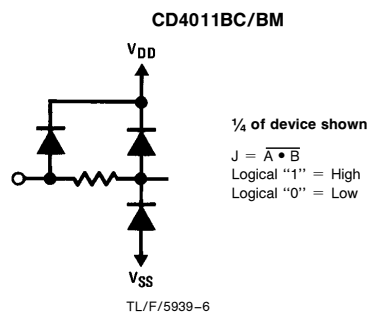 CD4011BC/BM
VDD
¼ of device shown
J = A • B
Logical “1” = High
Logical “0” = Low
VSS
TL/F/5939–6